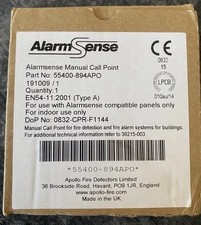 AlarmSense
CE
0832
15
Alarmsense Manual Call Point
Part No: 55400-894APO
191009 / 1
Quantity:1
EN54-11:2001 (Type A)
For use with Alarmsense compatible panels only
For indoor use only
DoP No: 0832-CPR-F1144
LPCB
010au/14
Manual Call Point for fire detection and fire alarm systems for buildings
For additional technical information refer to 39215-003
*55400-894APO*
Apollo Fire Detectors Limited
36 Brookside Road, Havant, PO9 1JR, England
www.apollo-fire.com
Made in the UK